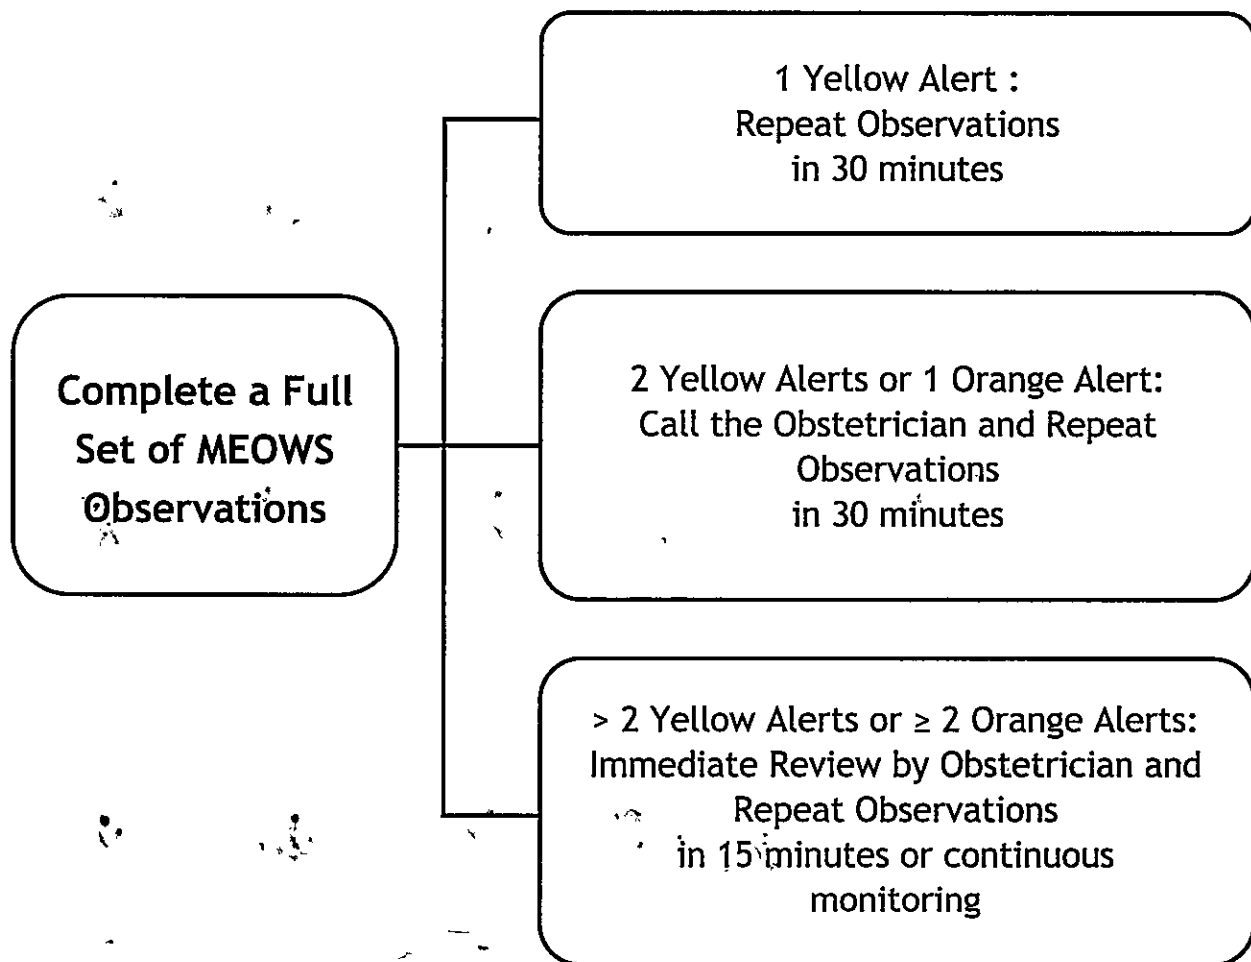 1 Yellow Alert :
Repeat Observations
in 30 minutes
Complete a Full
Set of MEOWS
Observations
2 Yellow Alerts or 1 Orange Alert:
Call the Obstetrician and Repeat
Observations
in 30 minutes
> 2 Yellow Alerts or ≥ 2 Orange Alerts:
Immediate Review by Obstetrician and
Repeat Observations
in 15 minutes or continuous
monitoring